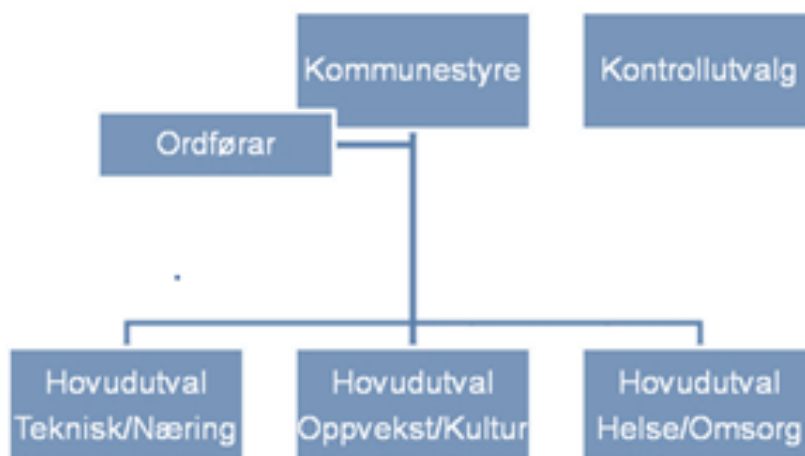 Kommunestyre
Kontrollutvalg
Ordførar
Hovudutval
Teknisk/Næring
Hovudutval
Oppvekst/Kultur
Hovudutval
Helse/Omsorg